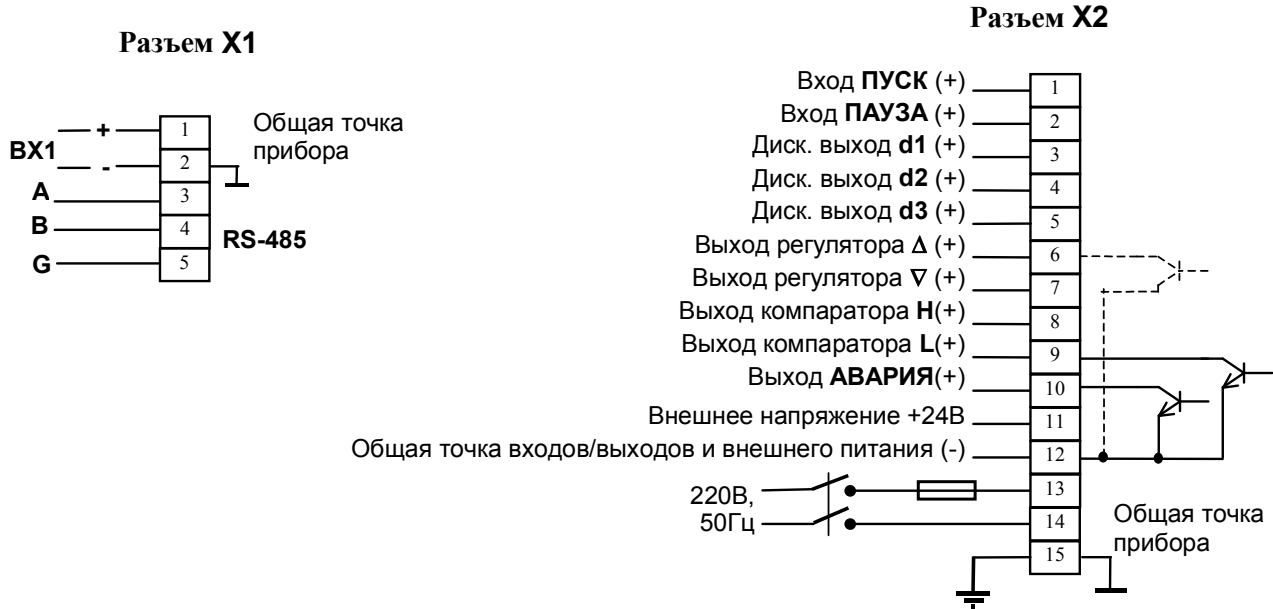 Разъем X1
ВХ1
+
-
A
B
G
1
2
3
4
5
Общая точка
прибора
RS-485
Разъем X2
Вход ПУСК (+)
1
Вход ПАУЗА (+)
2
Диск. выход d1 (+)
3
Диск. выход d2 (+)
4
Диск. выход d3 (+)
5
Выход регулятора Δ (+)
6
Выход регулятора ∇ (+)
7
Выход компаратора H(+)
8
Выход компаратора L(+)
9
Выход АВАРИЯ(+)
10
Внешнее напряжение +24В
11
Общая точка входов/выходов и внешнего питания (-)
12
220В,
50Гц
13
14
15
Общая точка
прибора